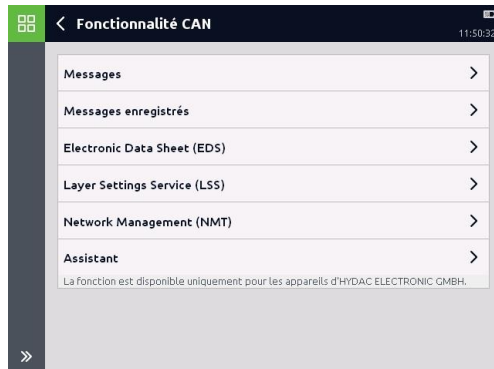 Fonctionnalité CAN
11:50:32
Messages
Messages enregistrés
Electronic Data Sheet (EDS)
Layer Settings Service (LSS)
Network Management (NMT)
Assistant
La fonction est disponible uniquement pour les appareils d'HYDAC ELECTRONIC GMBH.